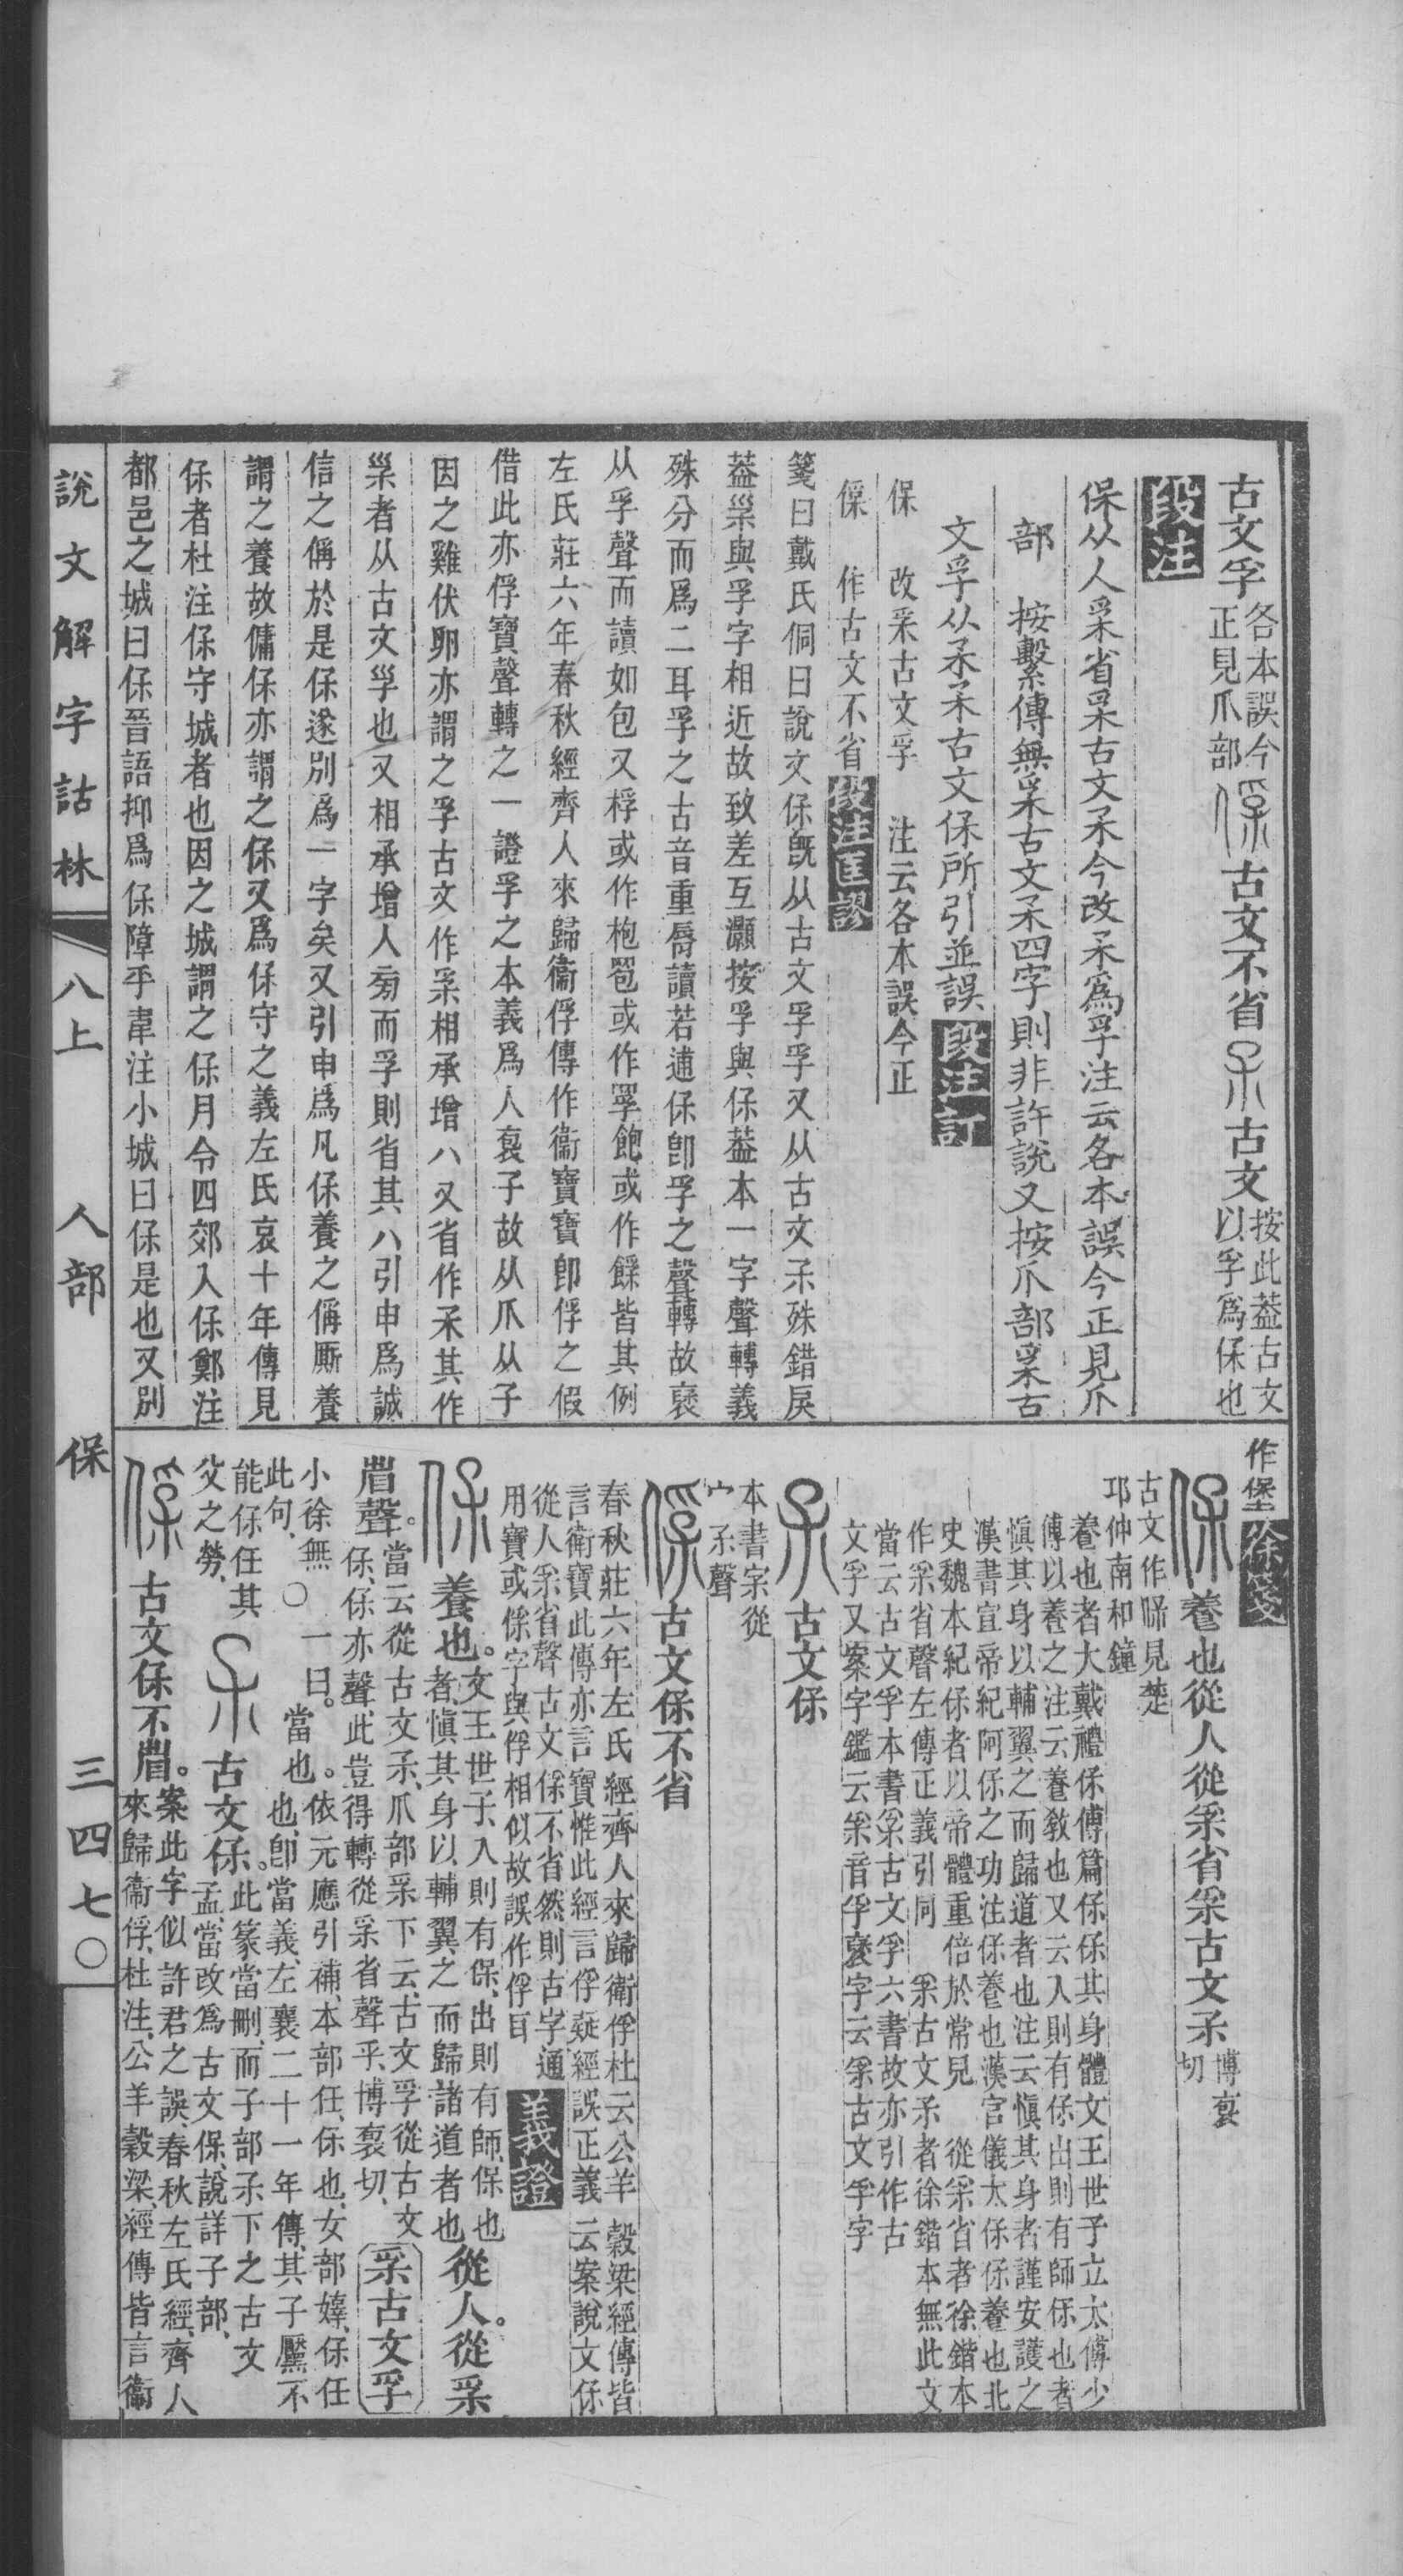 古文孚各本誤今正見爪部古文不省古文按此葢古文以孚爲保也
段注
保从人采省采古文𤓽今改𤓽爲孚注云各本誤今正見爪
部　按繫傳無采古文𤓽四字則非許說又按爪部采古
文孚从𤓽𤓽古文保所引並誤段注訂
保　改采古文孚　注云各本誤今正
保　作古文不省段注匡謬
箋曰戴氏侗曰說文保旣从古文孚孚又从古文𤓽殊錯戾
葢采與孚字相近故致差互灝按孚與保葢本一字聲轉義
殊分而爲二耳孚之古音重脣讀若逋保卽孚之聲轉故褎
从孚聲而讀如包又桴或作枹䍖或作罦飽或作䭋皆其例
左氏莊六年春秋經齊人來歸衞俘傳作衞寶寶卽俘之假
借此亦俘寶聲轉之一證孚之本義爲人裒子故从爪从子
因之雞伏卵亦謂之孚古文作采相承增八又省作𤓽其作
采者从古文孚也又相承增人旁而孚則省其八引申爲誠
信之偁於是保遂別爲一字矣又引申爲凡保養之偁厮養
謂之養故傭保亦謂之保又爲保守之義左氏哀十年傳見
保者杜注保守城者也因之城謂之保月令四郊入保鄭注
都邑之城曰保晉語抑爲保障乎韋注小城曰保是也又別
作堡徐箋
保養也從人從采省采古文𤓽博袌切
古文作㑽見楚
邛仲南和鐘
養也者大戴禮保傅篇保保其身體文王世子立太傅少
傅以養之注云養敎也又云入則有保出則有師保也者
愼其身以輔翼之而歸道者也注云愼其身者謹安護之
漢書宣帝紀阿保之功注保養也漢官儀太保保養也北
史魏本紀保者以帝體重倍於常兒　從采省者徐鍇本
作采省聲左傳正義引同　采古文𤓽者徐鍇本無此文
當云古文孚本書采古文孚六書故亦引作古
文孚又案字鑑云采音孚褎字云采古文孚字
古文保
本書宲從
宀𤓽聲
古文保不省
春秋莊六年左氏經齊人來歸衛俘杜云公羊穀梁經傳皆
言衛寶此傳亦言寶惟此經言俘疑經誤正義云案說文保
從人采省聲古文保不省然則古字通
用寶或保字與俘相似故誤作俘耳義證
保養也文王世子入則有保出則有師保也者愼其身以輔翼之而歸諸道者也從人從采
省聲當云從古文𤓽爪部采下云古文孚從古文保保亦聲此豈得轉從采省聲乎博袌切采古文孚
小徐無此句○一曰當也依元應引補本部任保也女部嫴保任也卽當義左襄二十一年傳其子黶不
能保任其父之勞古文保此篆當刪而子部𤓽下之古文孟當改爲古文保說詳子部
古文保不省案此字似許君之誤春秋左氏經齊人來歸衞俘杜注公羊穀梁經傳皆言衞
說文解字詁林　八上　人部　保　三四七〇